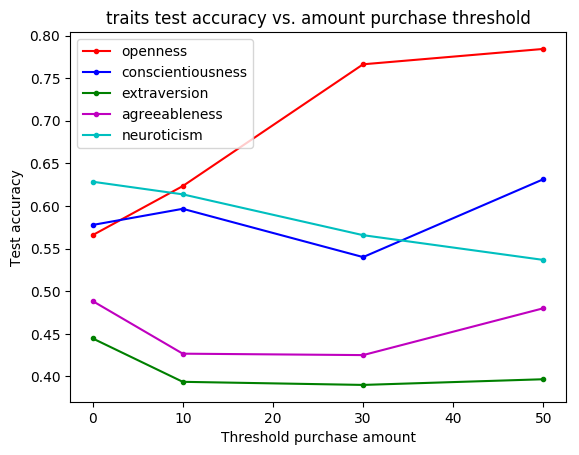 traits test accuracy vs. amount purchase threshold
0.80
0.75
0.70
0.65
0.60
0.55
0.50
0.45
0.40
Test accuracy
openness
conscientiousness
extraversion
agreeableness
neuroticism
0 10 20 30 40 50
Threshold purchase amount